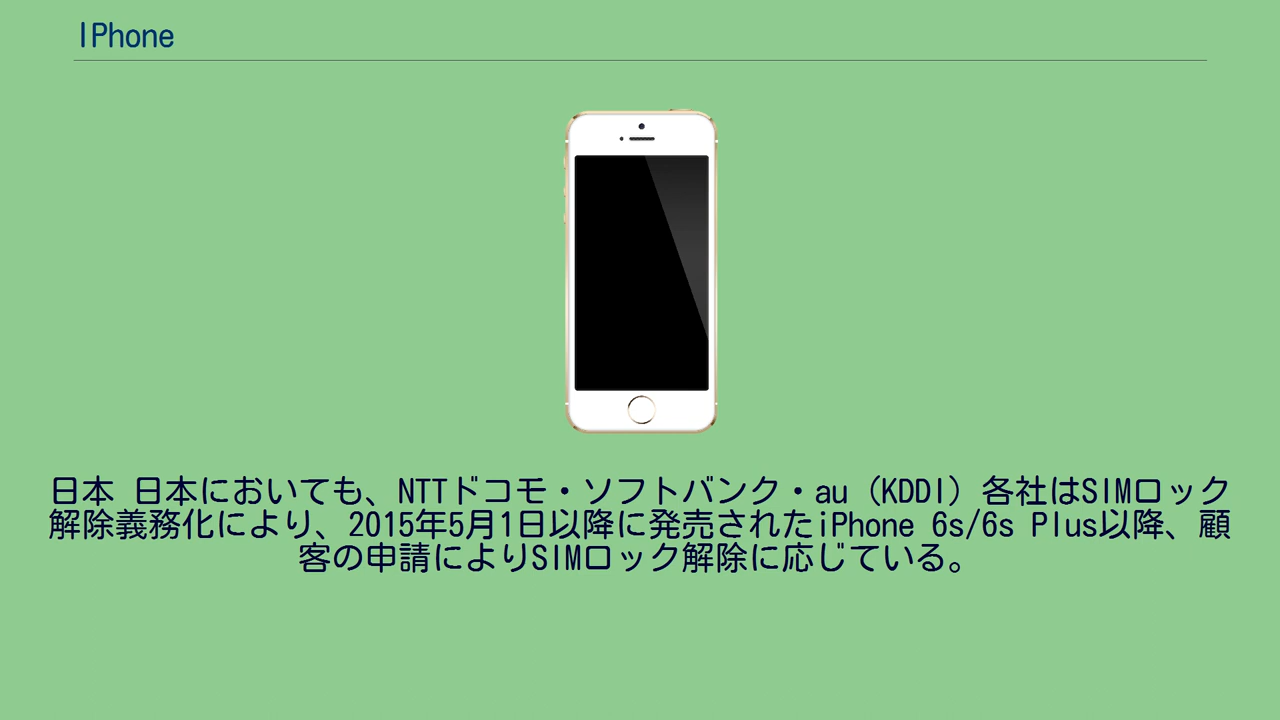 IPhone
日本 日本においても、NTTドコモ・ソフトバンク・au（KDDI）各社はSIMロック
解除義務化により、2015年5月1日以降に発売されたiPhone 6s/6s Plus以降、顧
客の申請によりSIMロック解除に応じている。